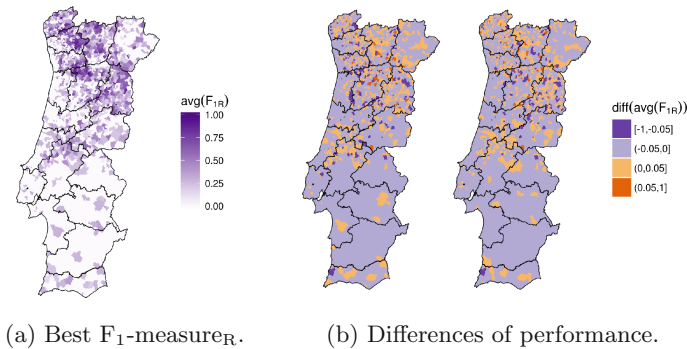 avg(F1R)
1.00
0.75
0.50
0.25
0.00
diff(avg(F1R))
[-1,-0.05]
(-0.05,0]
(0,0.05]
(0.05,1]
(a) Best F1-measureR.
(b) Differences of performance.